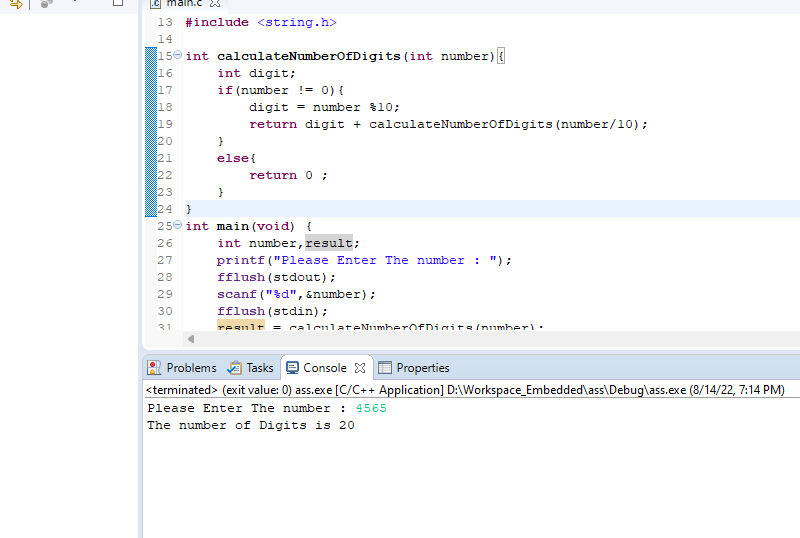 main.c
13 #include <string.h>
14
15 int calculateNumberOfDigits(int number){
16     int digit;
17     if(number != 0){
18         digit = number %10;
19         return digit + calculateNumberOfDigits(number/10);
20     }
21     else{
22         return 0 ;
23     }
24 }
25 int main(void) {
26     int number,result;
27     printf("Please Enter The number : ");
28     fflush(stdout);
29     scanf("%d",&number);
30     fflush(stdin);
31     result = calculateNumberOfDigits(number);
Problems Tasks Console Properties
<terminated> (exit value: 0) ass.exe [C/C++ Application] D:\Workspace_Embedded\ass\Debug\ass.exe (8/14/22, 7:14 PM)
Please Enter The number : 4565
The number of Digits is 20